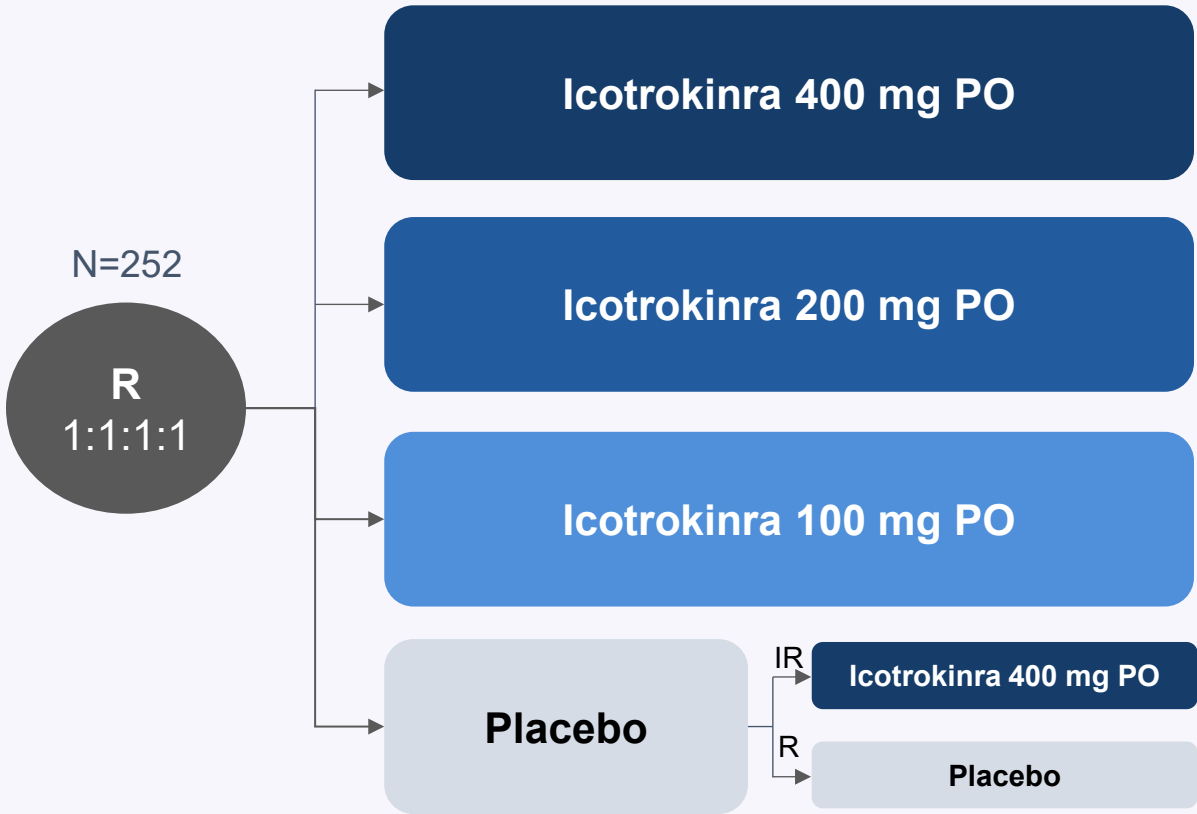 Icotrokinra 400 mg PO
Icotrokinra 200 mg PO
N=252
R
1:1:1:1
Icotrokinra 100 mg PO
Placebo
IR
Icotrokinra 400 mg PO
R
Placebo